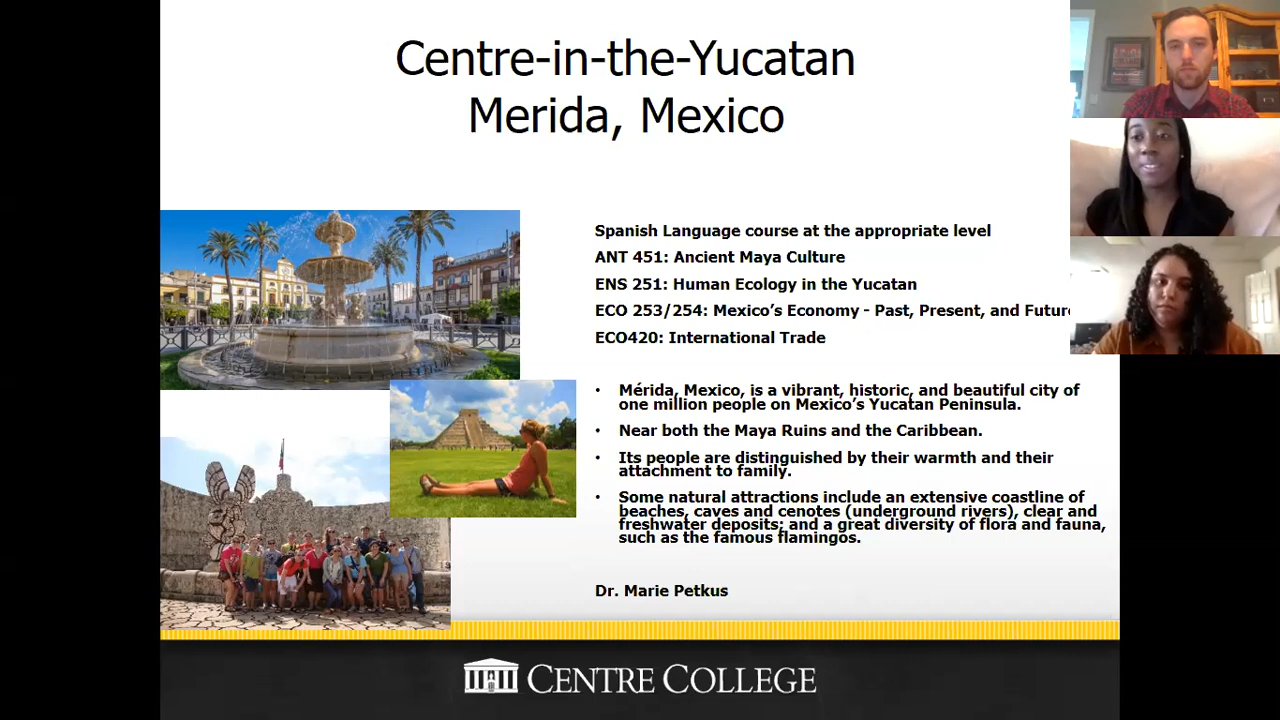 Centre-in-the-Yucatan
Merida, Mexico
Spanish Language course at the appropriate level
ANT 451: Ancient Maya Culture
ENS 251: Human Ecology in the Yucatan
ECO 253/254: Mexico's Economy - Past, Present, and Future
ECO420: International Trade
• Mérida, Mexico, is a vibrant, historic, and beautiful city of
one million people on Mexico's Yucatan Peninsula.
• Near both the Maya Ruins and the Caribbean.
• Its people are distinguished by their warmth and their
attachment to family.
• Some natural attractions include an extensive coastline of
beaches, caves and cenotes (underground rivers), clear and
freshwater deposits; and a great diversity of flora and fauna,
such as the famous flamingos.
Dr. Marie Petkus
CENTRE COLLEGE